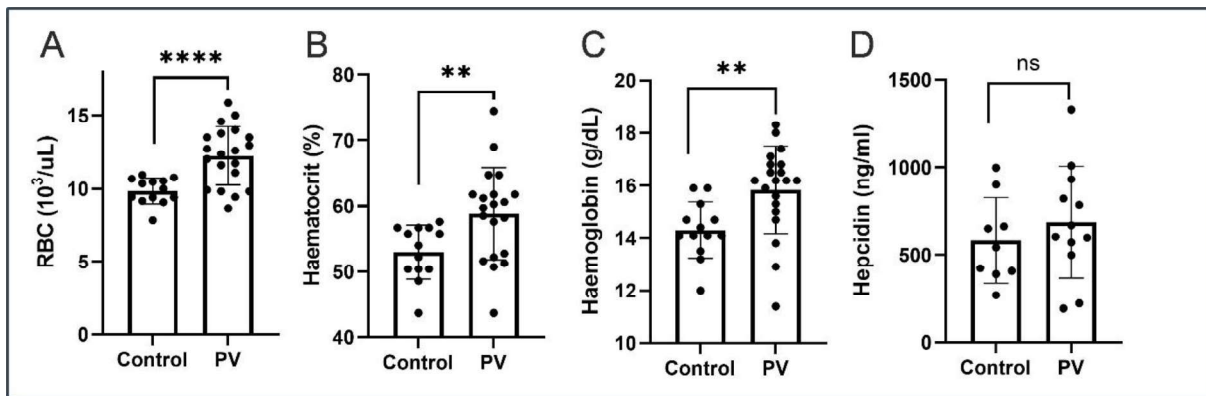 A
RBC (10³/uL)
15
10
5
0
****
Control
PV
B
Haematocrit (%)
80
70
60
50
40
**
Control
PV
C
Haemoglobin (g/dL)
20
18
16
14
12
10
**
Control
PV
D
Hepcidin (ng/ml)
1500
1000
500
0
ns
Control
PV